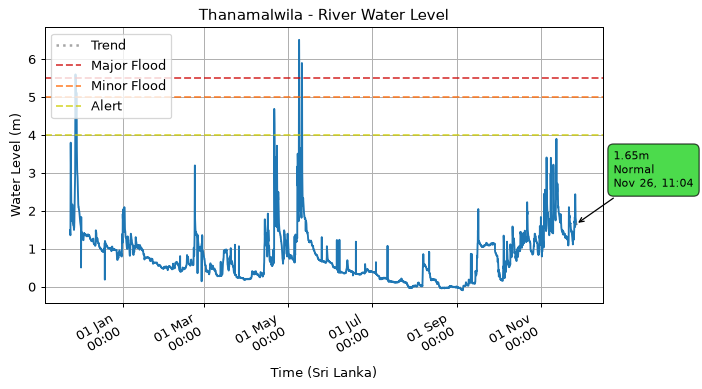 Thanamalwila - River Water Level
Trend
Major Flood
Minor Flood
Alert
6
5
4
3
2
1
0
Water Level (m)
1.65m
Normal
Nov 26, 11:04
01 Jan
00:00
01 Mar
00:00
01 May
00:00
01 Jul
00:00
01 Sep
00:00
01 Nov
00:00
Time (Sri Lanka)